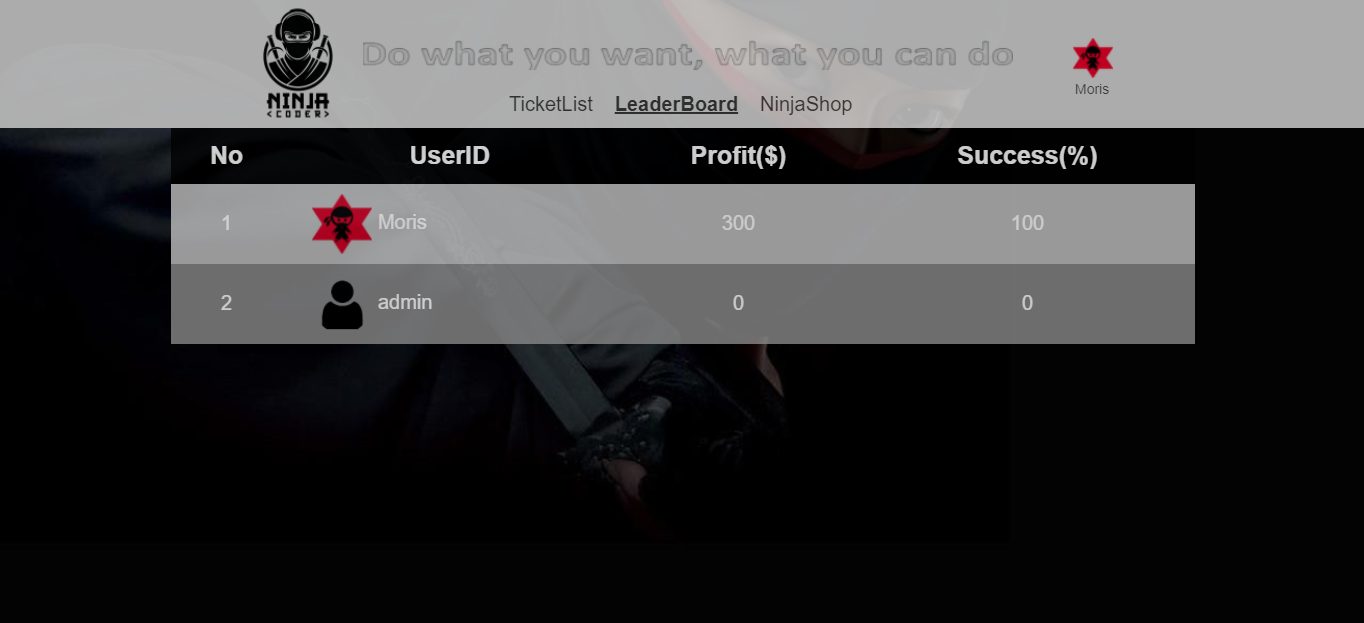 Do what you want, what you can do
NINJA
<CODER>
TicketList LeaderBoard NinjaShop
Moris
No UserID Profit($) Success(%)
1 Moris 300 100
2 admin 0 0